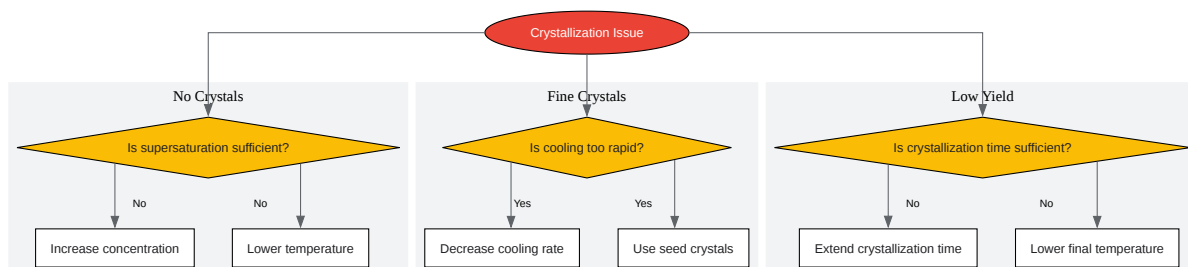 Crystallization Issue
No Crystals
Fine Crystals
Low Yield
Is supersaturation sufficient?
Is cooling too rapid?
Is crystallization time sufficient?
No
No
Yes
Yes
No
No
Increase concentration
Lower temperature
Decrease cooling rate
Use seed crystals
Extend crystallization time
Lower final temperature